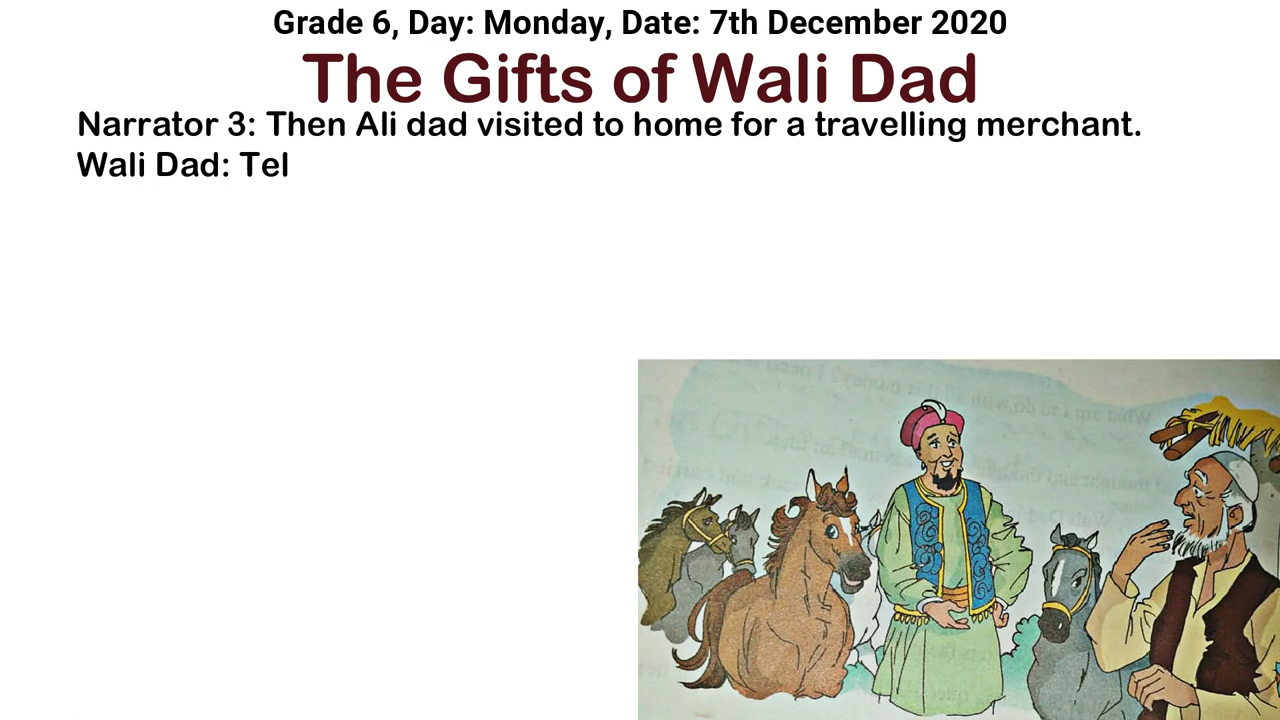 Grade 6, Day: Monday, Date: 7th December 2020
The Gifts of Wali Dad
Narrator 3: Then Ali dad visited to home for a travelling merchant.
Wali Dad: Tel